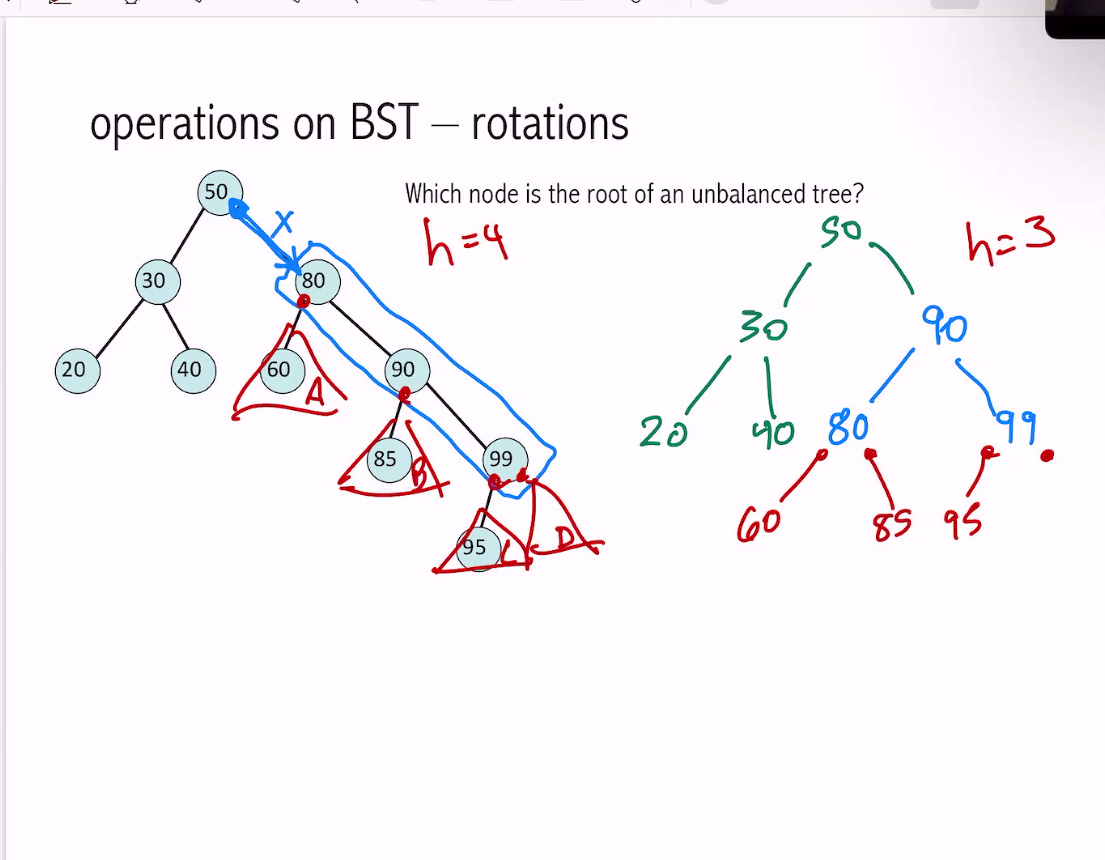 operations on BST – rotations
Which node is the root of an unbalanced tree?
50
X
h=4
50
h=3
30
80
30
90
20
40
60
A
90
20
40
80
99
85
B
99
60
85
95
95
C
D